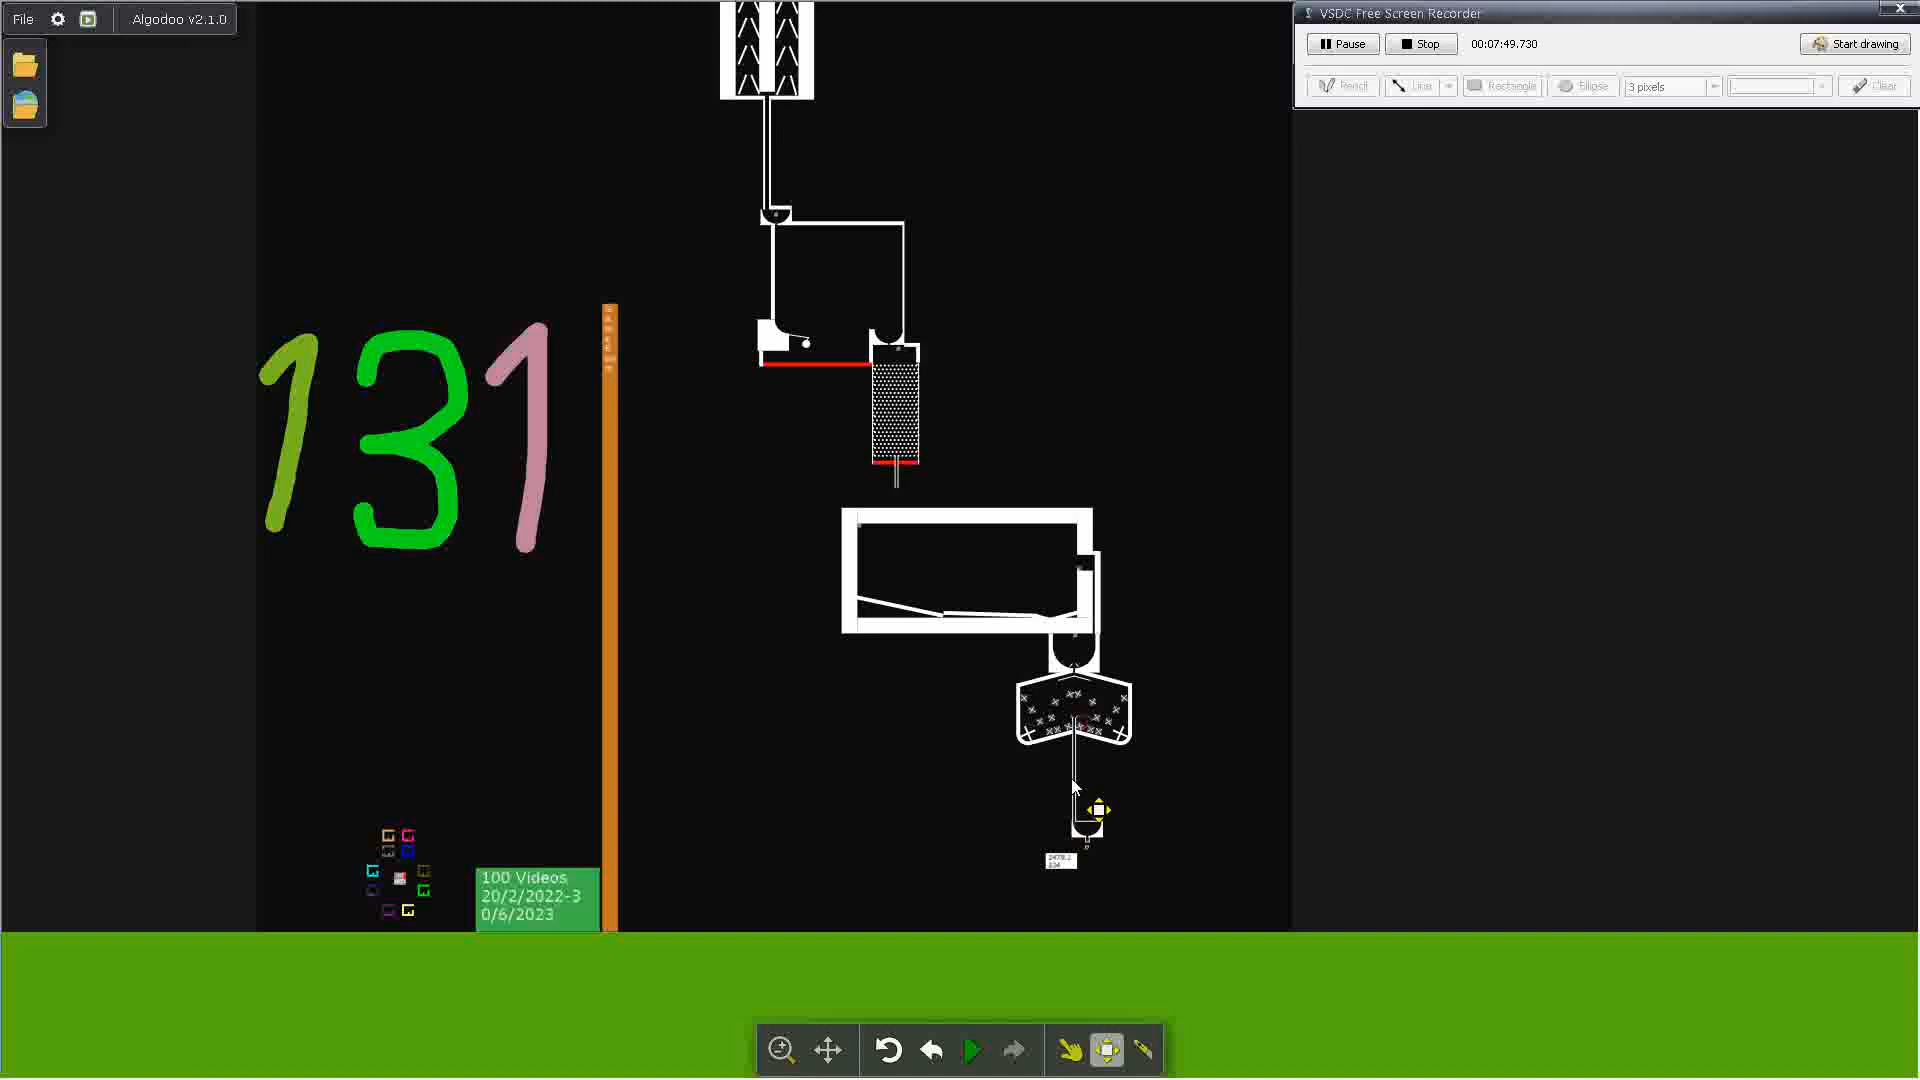 File
Algodoo v2.1.0
VSDC Free Screen Recorder
Pause
Stop
00:07:49.730
Start drawing
Pencil
Line
Rectangle
Ellipse
3 pixels
Clear
131
100 Videos
20/2/2022-3
0/6/2023